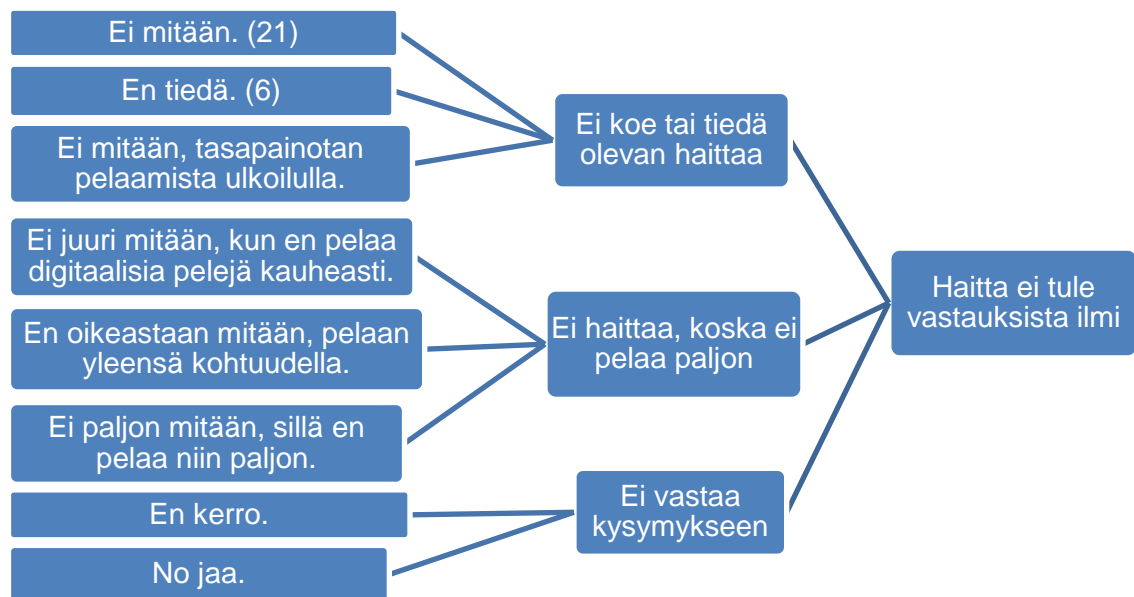 Ei mitään. (21)
En tiedä. (6)
Ei mitään, tasapainotan
pelaamista ulkoilulla.
Ei juuri mitään, kun en pelaa
digitaalisia pelejä kauheasti.
En oikeastaan mitään, pelaan
yleensä kohtuudella.
Ei paljon mitään, sillä en
pelaa niin paljon.
En kerro.
No jaa.
Ei koe tai tiedä
olevan haittaa
Ei haittaa, koska ei
pelaa paljon
Ei vastaa
kysymykseen
Haitta ei tule
vastauksista ilmi